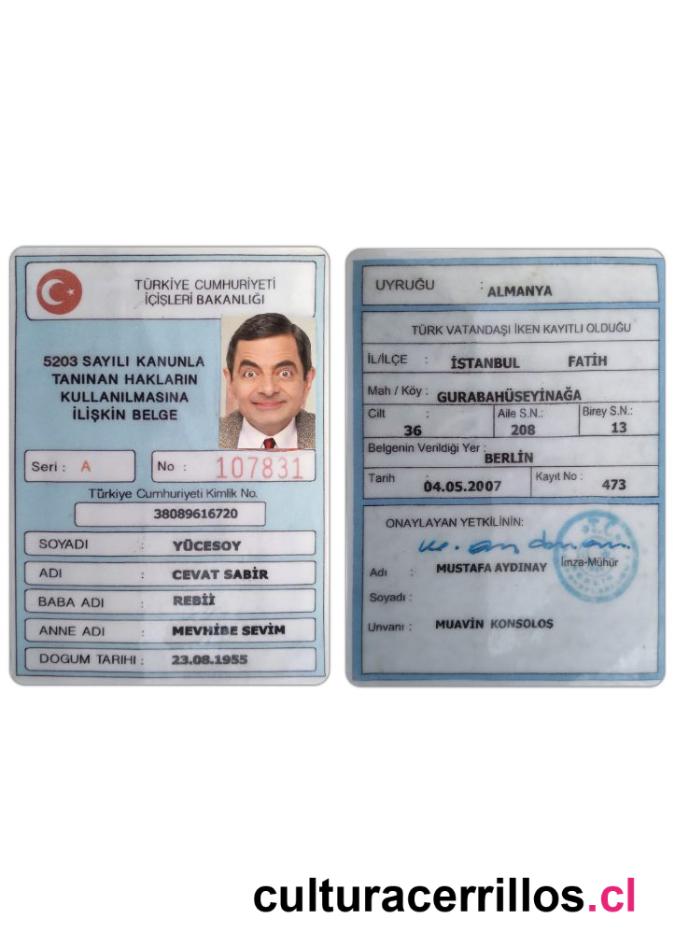 TÜRKİYE CUMHURİYETİ
İÇİŞLERİ BAKANLIĞI
5203 SAYILI KANUNLA
TANINAN HAKLARIN
KULLANILMASINA
İLİŞKİN BELGE
Seri : A
No : 107831
Türkiye Cumhuriyeti Kimlik No.
38089616720
SOYADI : YÜCESOY
ADI : CEVAT SABİR
BABA ADI : REBİİ
ANNE ADI : MEVHİBE SEVİM
DOGUM TARIHI : 23.08.1955
UYRUĞU : ALMANYA
TÜRK VATANDAŞI İKEN KAYITLI OLDUĞU
İL/İLÇE : İSTANBUL FATİH
Mah / Köy : GURABAHÜSEYİNAĞA
Cilt : 36
Aile S.N.: 208
Birey S.N.: 13
Belgenin Verildiği Yer : BERLİN
Tarih : 04.05.2007
Kayıt No : 473
ONAYLAYAN YETKİLİNİN:
İmza-Mühür
Adı : MUSTAFA AYDINAY
Soyadı :
Unvanı : MUAVİN KONSOLOS
culturacerrillos.cl